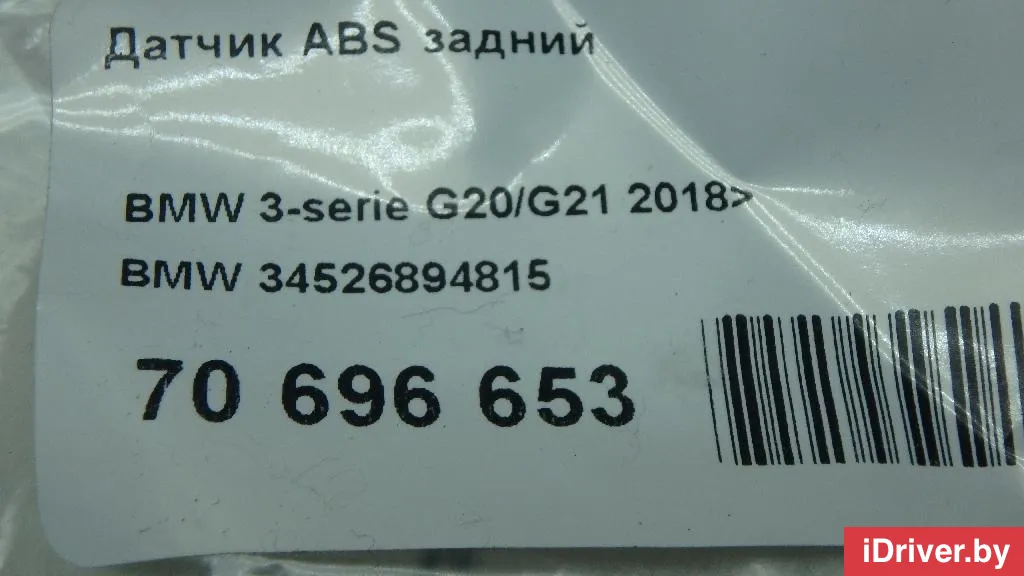 Датчик ABS задний
BMW 3-serie G20/G21 2018>
BMW 34526894815
70 696 653
iDriver.by